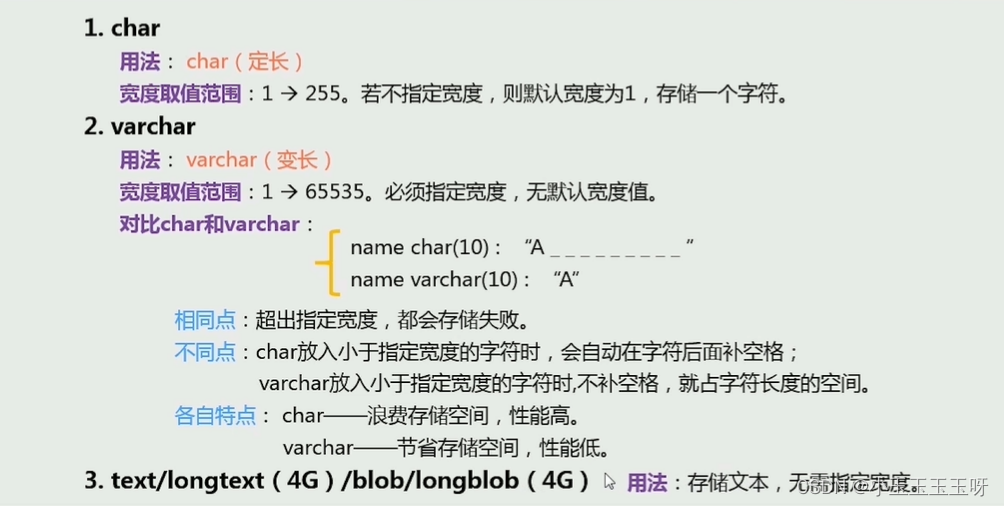 1. char
用法：char（定长）
宽度取值范围：1 → 255。若不指定宽度，则默认宽度为1，存储一个字符。
2. varchar
用法：varchar（变长）
宽度取值范围：1 → 65535。必须指定宽度，无默认宽度值。
对比char和varchar：
name char(10)： “A _ _ _ _ _ _ _ _ _ “
name varchar(10)： “A”
相同点：超出指定宽度，都会存储失败。
不同点：char放入小于指定宽度的字符时，会自动在字符后面补空格；
varchar放入小于指定宽度的字符时,不补空格，就占字符长度的空间。
各自特点： char——浪费存储空间，性能高。
varchar——节省存储空间，性能低。
3. text/longtext（4G）/blob/longblob（4G） 用法：存储文本，无需指定宽度。